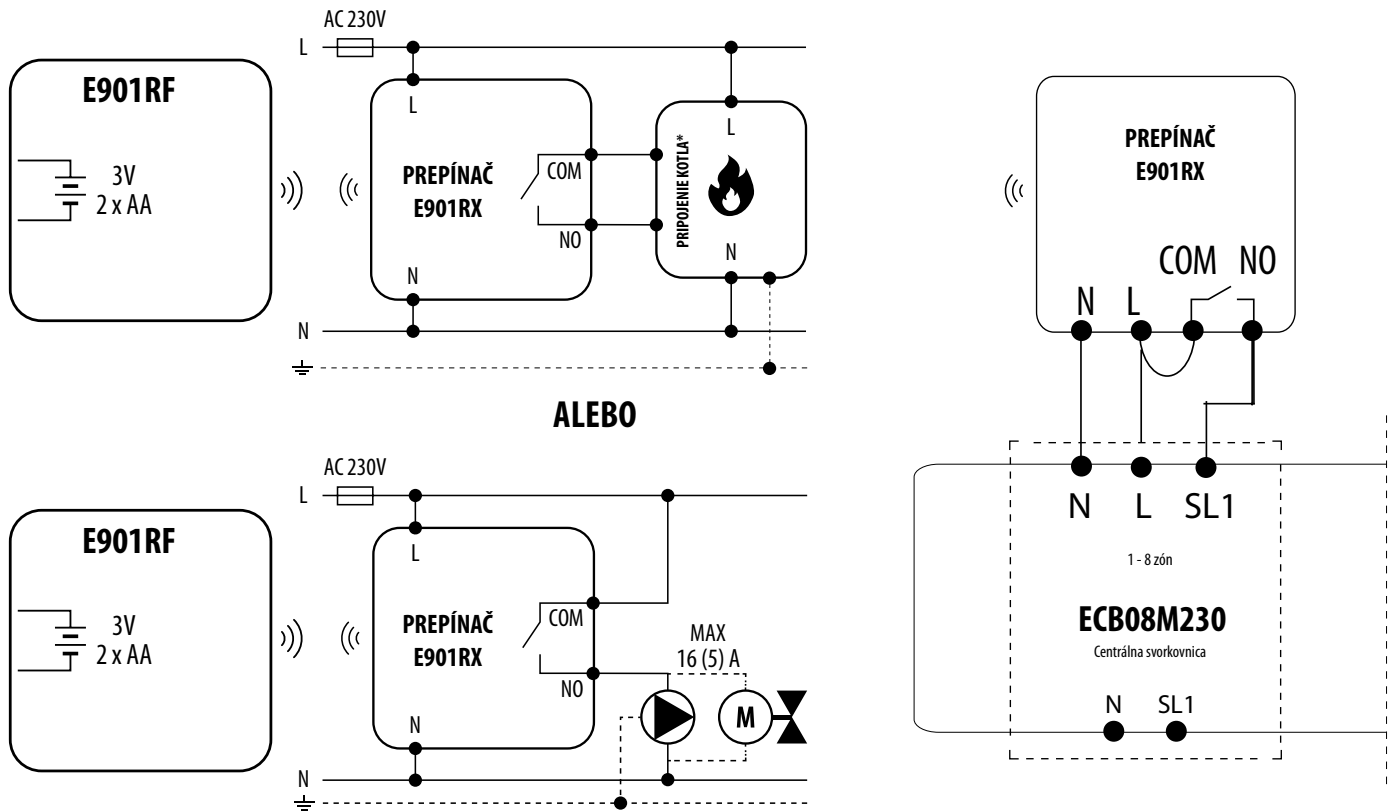 AC 230V
L
E901RF
3V
2 x AA
L
PREPÍNAČ
E901RX
COM
NO
N
L
PRIPOJENIE KOTLA*
N
N
ALEBO
AC 230V
L
E901RF
3V
2 x AA
L
PREPÍNAČ
E901RX
COM
NO
N
MAX
16 (5) A
M
N
PREPÍNAČ
E901RX
COM NO
N L
N L SL1
1 - 8 zón
ECB08M230
Centrálna svorkovnica
N SL1